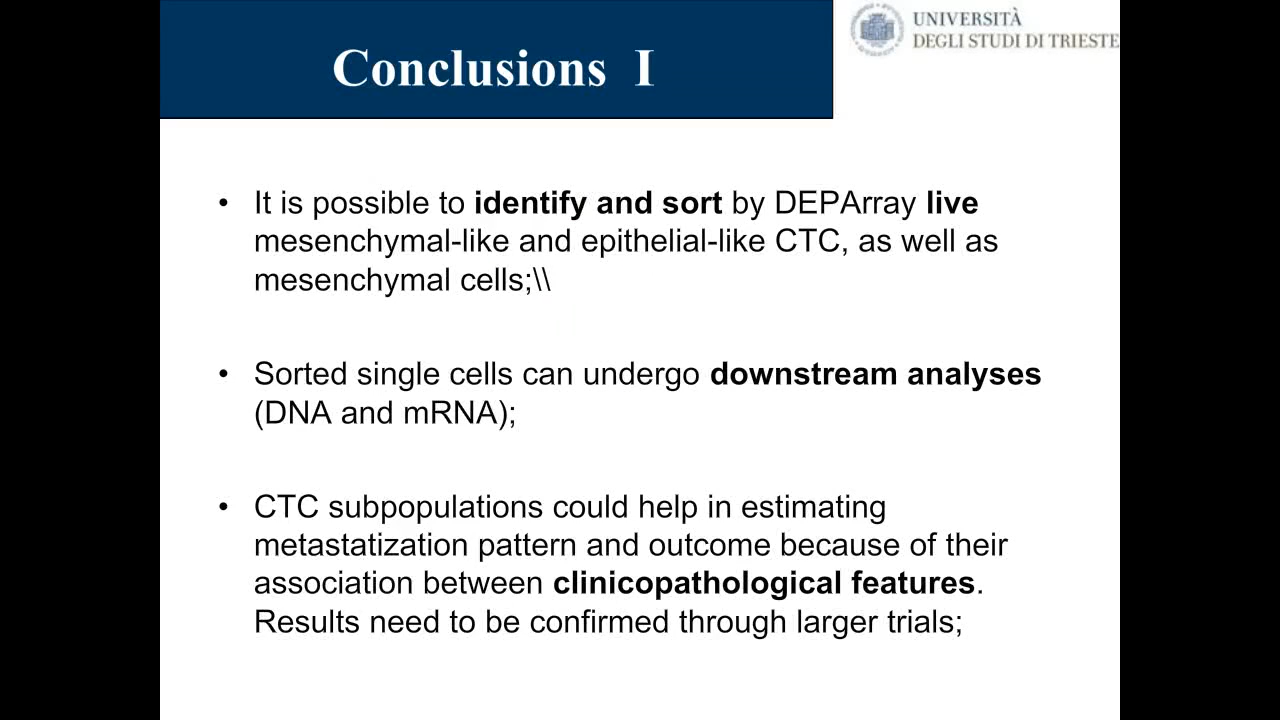 Conclusions I
UNIVERSITÀ
DEGLI STUDI DI TRIESTE
• It is possible to identify and sort by DEPArray live
mesenchymal-like and epithelial-like CTC, as well as
mesenchymal cells;\\
• Sorted single cells can undergo downstream analyses
(DNA and mRNA);
• CTC subpopulations could help in estimating
metastatization pattern and outcome because of their
association between clinicopathological features.
Results need to be confirmed through larger trials;